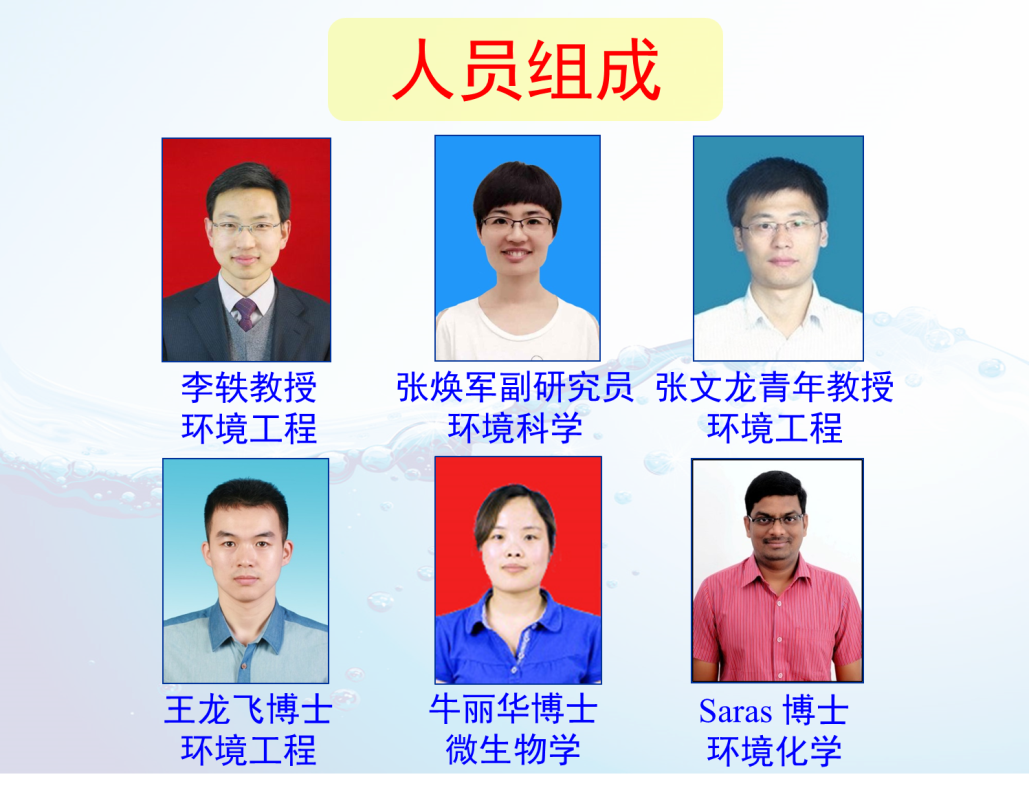 人员组成
李轶教授
环境工程
张焕军副研究员
环境科学
张文龙青年教授
环境工程
王龙飞博士
环境工程
牛丽华博士
微生物学
Saras 博士
环境化学